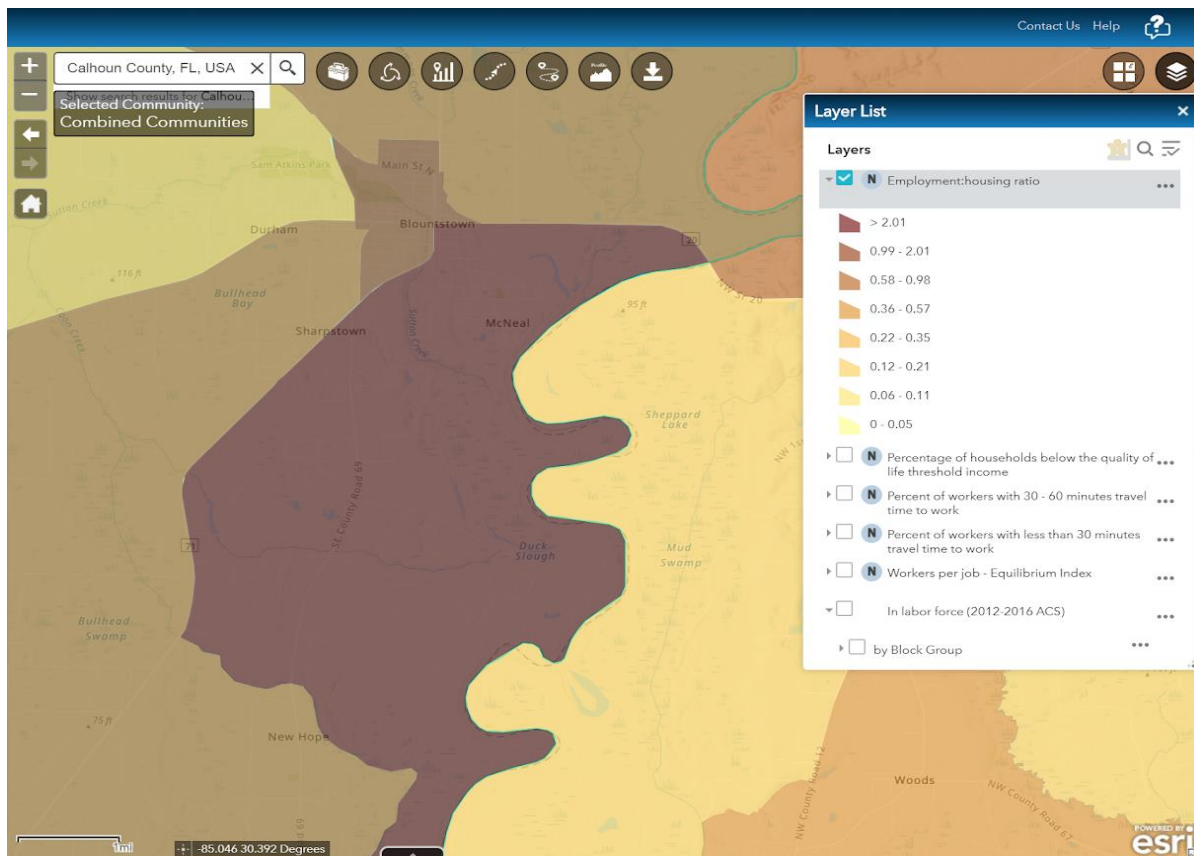 Contact Us Help
Calhoun County, FL, USA
Show search results for Calhou...
Selected Community:
Combined Communities
Profile
Layer List
Layers
N Employment:housing ratio
> 2.01
0.99 - 2.01
0.58 - 0.98
0.36 - 0.57
0.22 - 0.35
0.12 - 0.21
0.06 - 0.11
0 - 0.05
N Percentage of households below the quality of
life threshold income
N Percent of workers with 30 - 60 minutes travel
time to work
N Percent of workers with less than 30 minutes
travel time to work
N Workers per job - Equilibrium Index
In labor force (2012-2016 ACS)
by Block Group
Sam Atkins Park
Main St N
Sutton Creek
Durham
Blountstown
20
116 ft
Bullhead
Bay
NW SR 20
95 ft
Sharpstown
Sutton Creek
McNeal
Sheppard
Lake
SE County Road 69
71
Duck
Slough
Mud
Swamp
Bullhead
Swamp
75 ft
New Hope
NW County Road 12
Woods
NW County Road 67
69
1mi
-85.046 30.392 Degrees
POWERED BY
esri